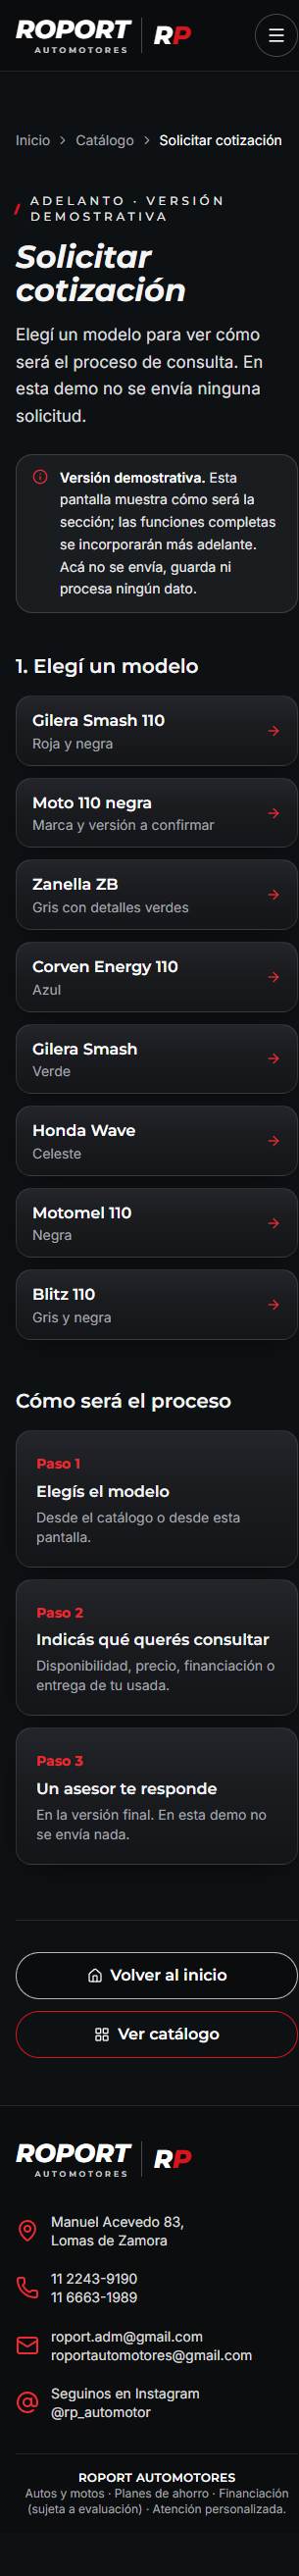 ROPORT
AUTOMOTORES
RP
Inicio > Catálogo > Solicitar cotización
/ ADELANTO · VERSIÓN
DEMOSTRATIVA
Solicitar
cotización
Elegí un modelo para ver cómo
será el proceso de consulta. En
esta demo no se envía ninguna
solicitud.
Versión demostrativa. Esta
pantalla muestra cómo será la
sección; las funciones completas
se incorporarán más adelante.
Acá no se envía, guarda ni
procesa ningún dato.
1. Elegí un modelo
Gilera Smash 110
Roja y negra
Moto 110 negra
Marca y versión a confirmar
Zanella ZB
Gris con detalles verdes
Corven Energy 110
Azul
Gilera Smash
Verde
Honda Wave
Celeste
Motomel 110
Negra
Blitz 110
Gris y negra
Cómo será el proceso
Paso 1
Elegís el modelo
Desde el catálogo o desde esta
pantalla.
Paso 2
Indicás qué querés consultar
Disponibilidad, precio, financiación o
entrega de tu usada.
Paso 3
Un asesor te responde
En la versión final. En esta demo no
se envía nada.
Volver al inicio
Ver catálogo
ROPORT
AUTOMOTORES
RP
Manuel Acevedo 83,
Lomas de Zamora
11 2243-9190
11 6663-1989
roport.adm@gmail.com
roportautomotores@gmail.com
Seguinos en Instagram
@rp_automotor
ROPORT AUTOMOTORES
Autos y motos · Planes de ahorro · Financiación
(sujeta a evaluación) · Atención personalizada.